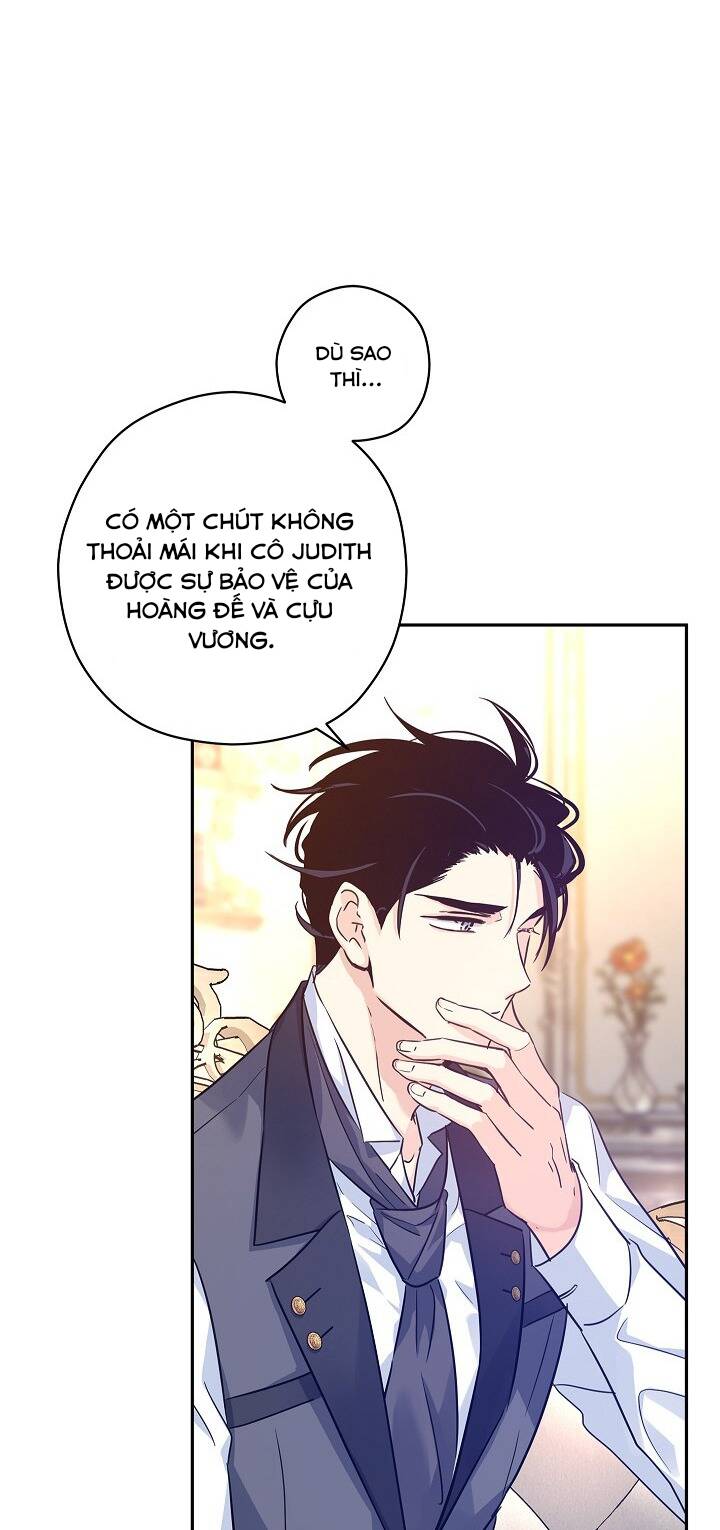 DÙ SAO
THÌ...
CÓ MỘT CHÚT KHÔNG
THOẢI MÁI KHI CÔ JUDITH
ĐƯỢC SỰ BẢO VỆ CỦA
HOÀNG ĐẾ VÀ CỰU
VƯƠNG.